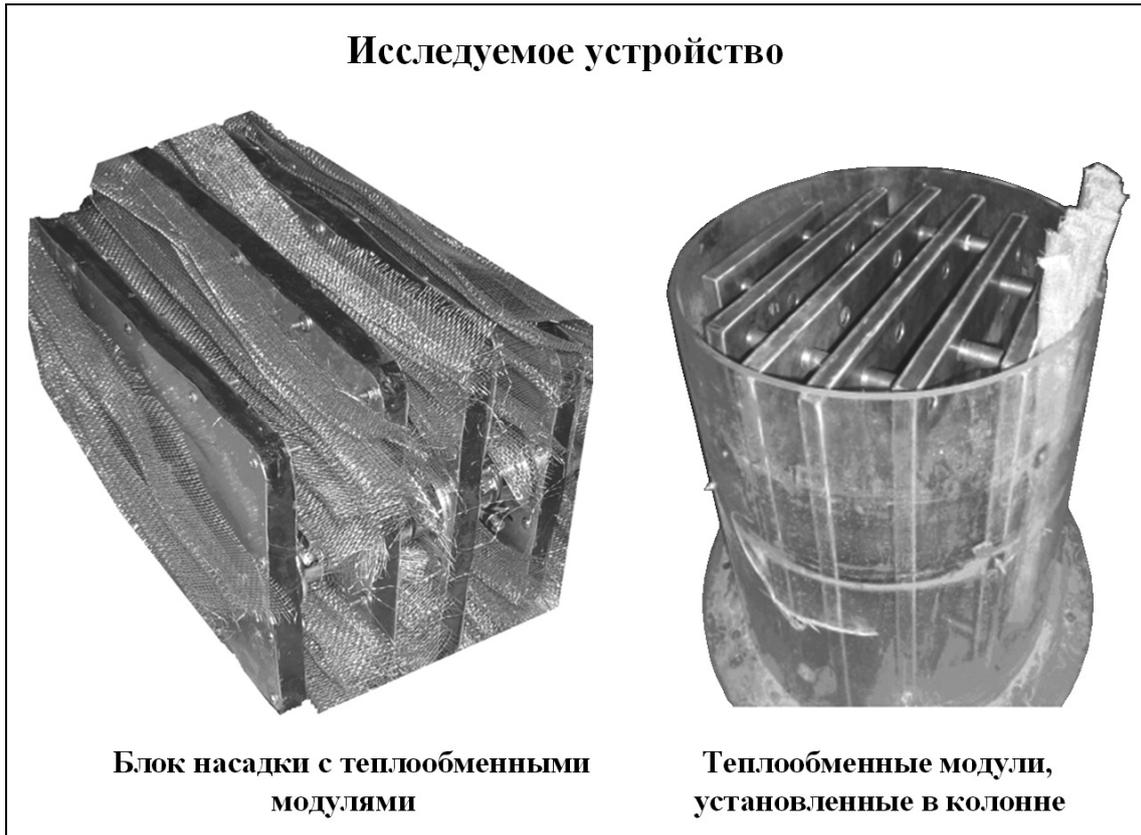 Исследуемое устройство
Блок насадки с теплообменными
модулями
Теплообменные модули,
установленные в колонне